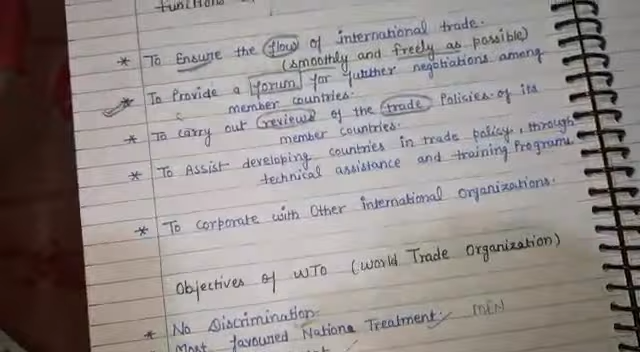 functions
* To Ensure the flow of international trade.
(smoothly and freely as possible)
* To Provide a forum for further negotiations among
member countries.
* To carry out reviews of the trade Policies of its
member countries.
* To Assist developing countries in trade policy, through
technical assistance and training Programs
* To Corporate with Other International Organizations.
Objectives of WTO (World Trade Organization)
* No Discrimination.
Most favoured Nations Treatment MFN